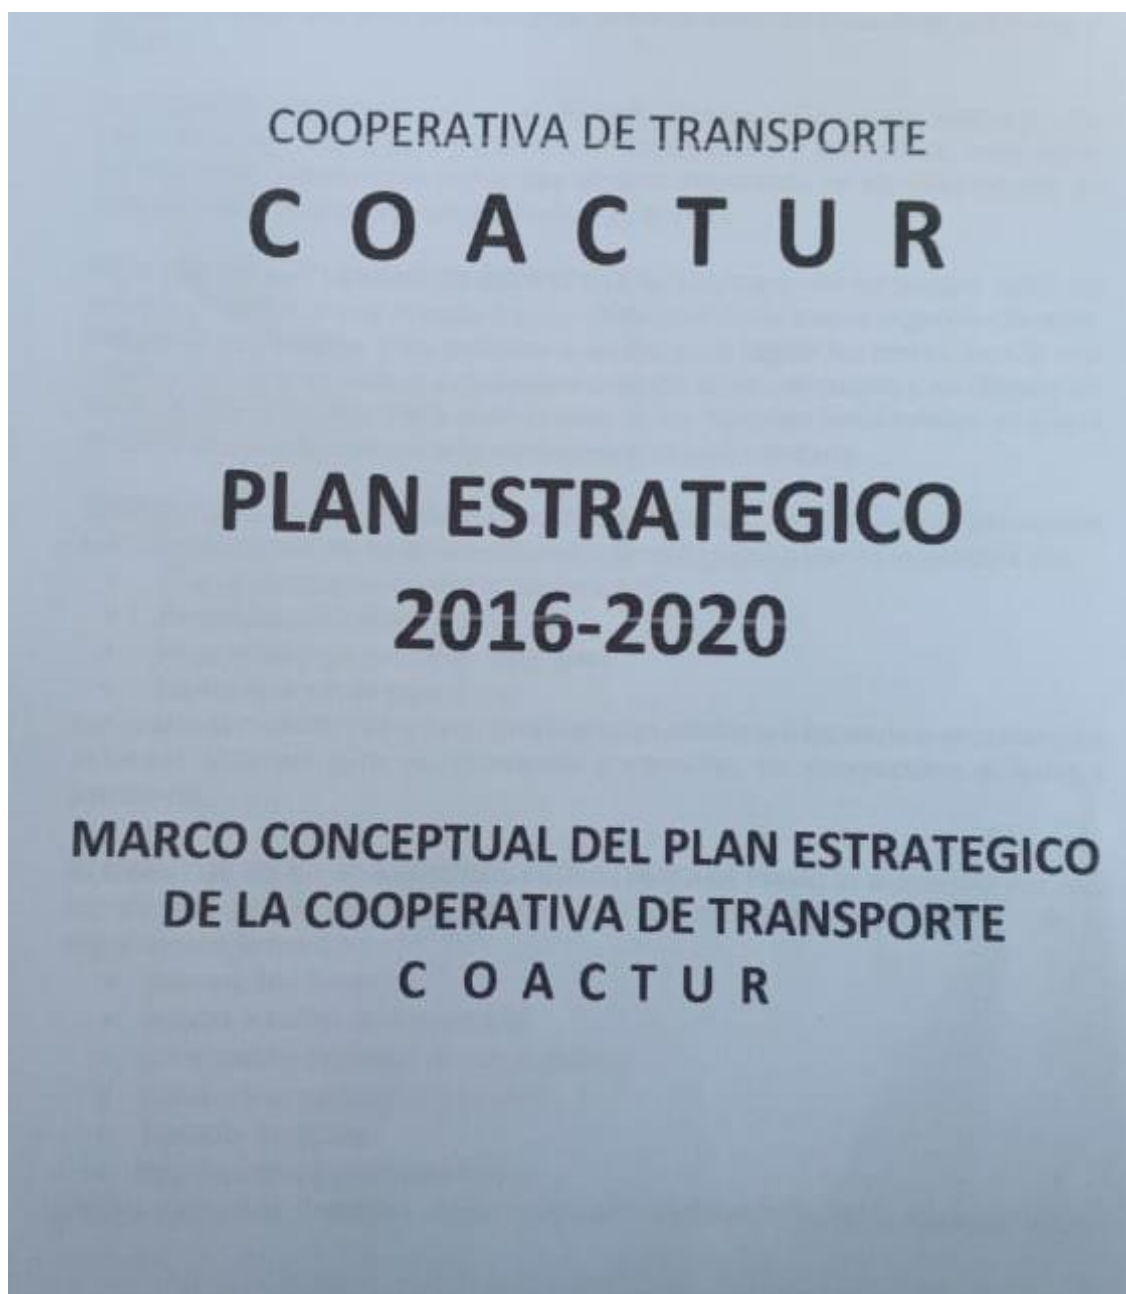 COOPERATIVA DE TRANSPORTE
C O A C T U R
PLAN ESTRATEGICO
2016-2020
MARCO CONCEPTUAL DEL PLAN ESTRATEGICO
DE LA COOPERATIVA DE TRANSPORTE
C O A C T U R